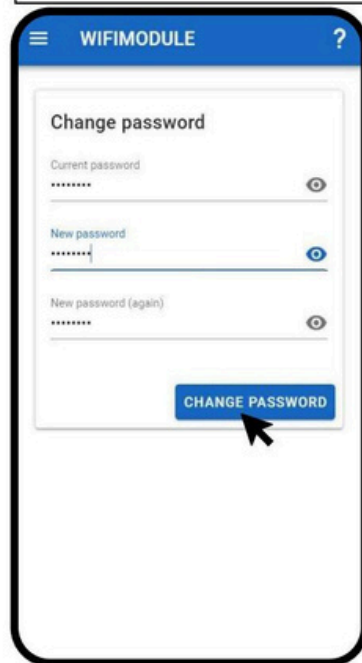 WIFIMODULE ?
Change password
Current password
••••••••
New password
••••••••
New password (again)
••••••••
CHANGE PASSWORD